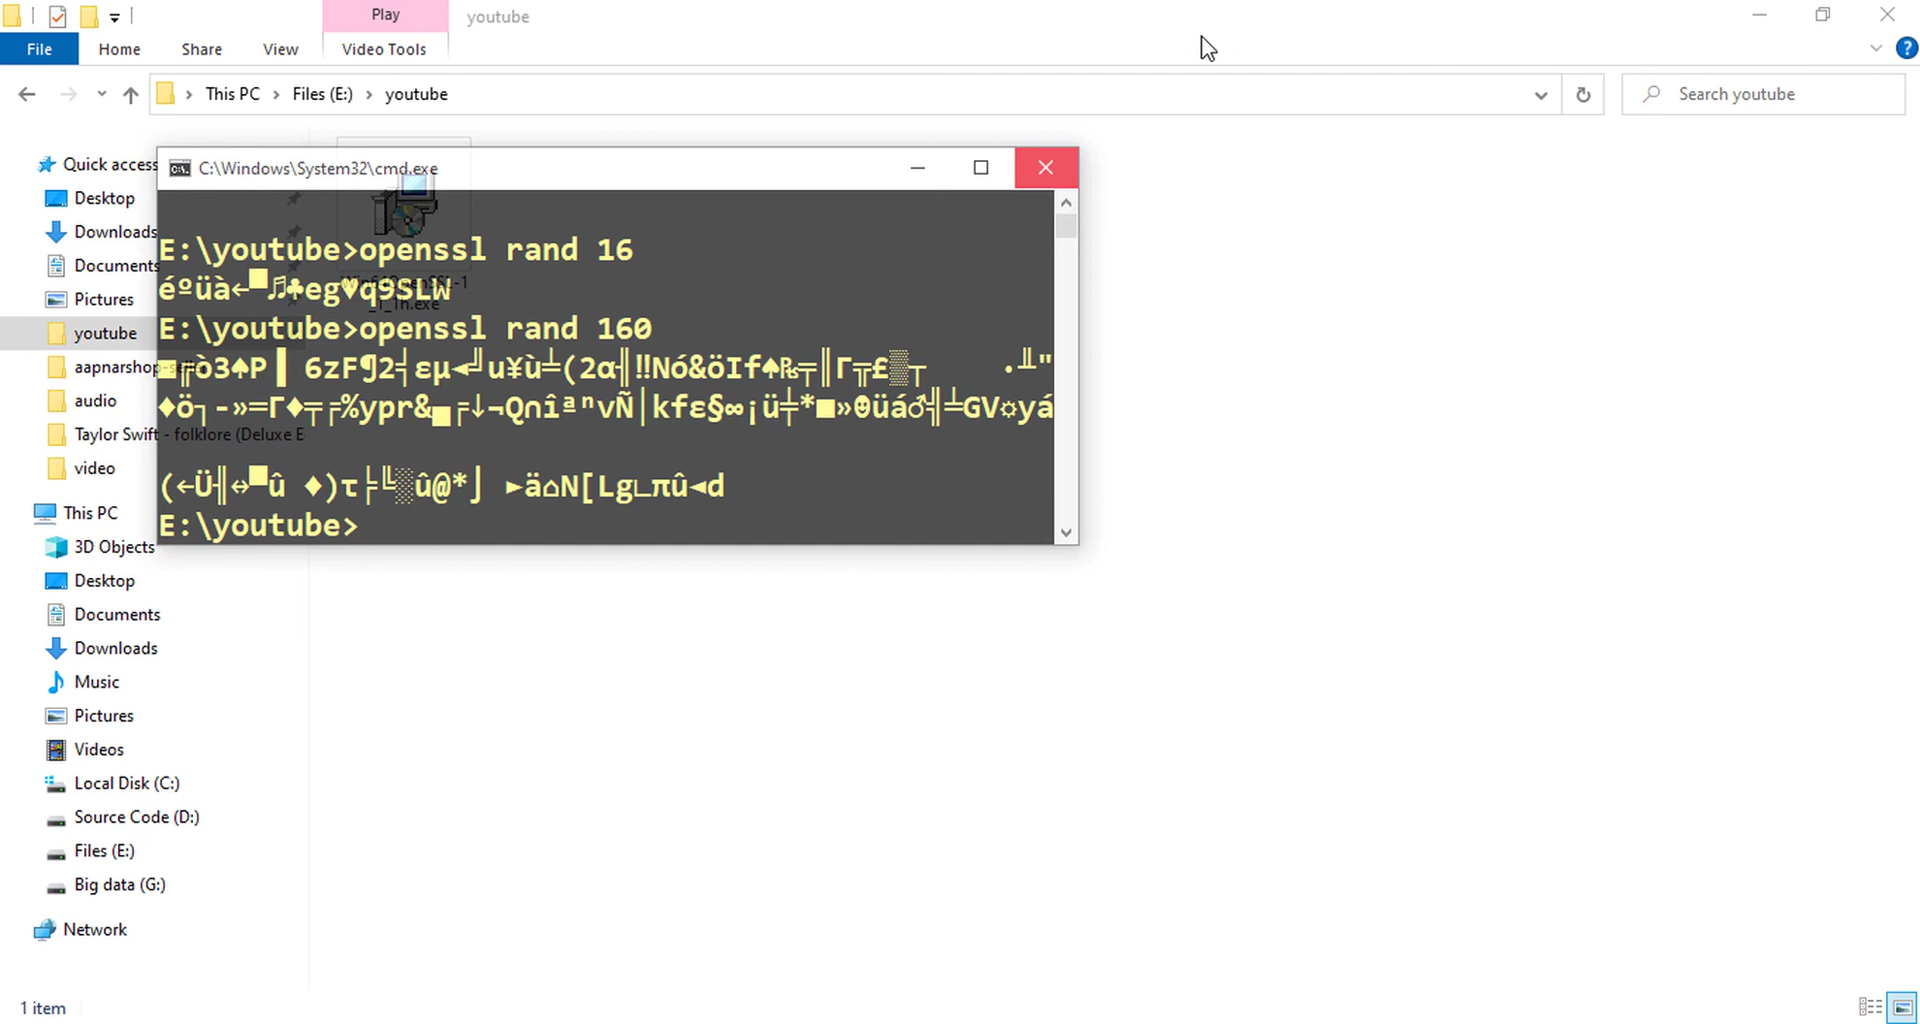 Play
youtube
File
Home
Share
View
Video Tools
This PC
Files (E:)
youtube
Search youtube
Quick access
Desktop
Downloads
Documents
Pictures
youtube
audio
Taylor Swift - folklore (Deluxe E
video
This PC
3D Objects
Desktop
Documents
Downloads
Music
Pictures
Videos
Local Disk (C:)
Source Code (D:)
Files (E:)
Big data (G:)
Network
C:\Windows\System32\cmd.exe
E:\youtube>openssl rand 16
E:\youtube>openssl rand 160
E:\youtube>
1 item